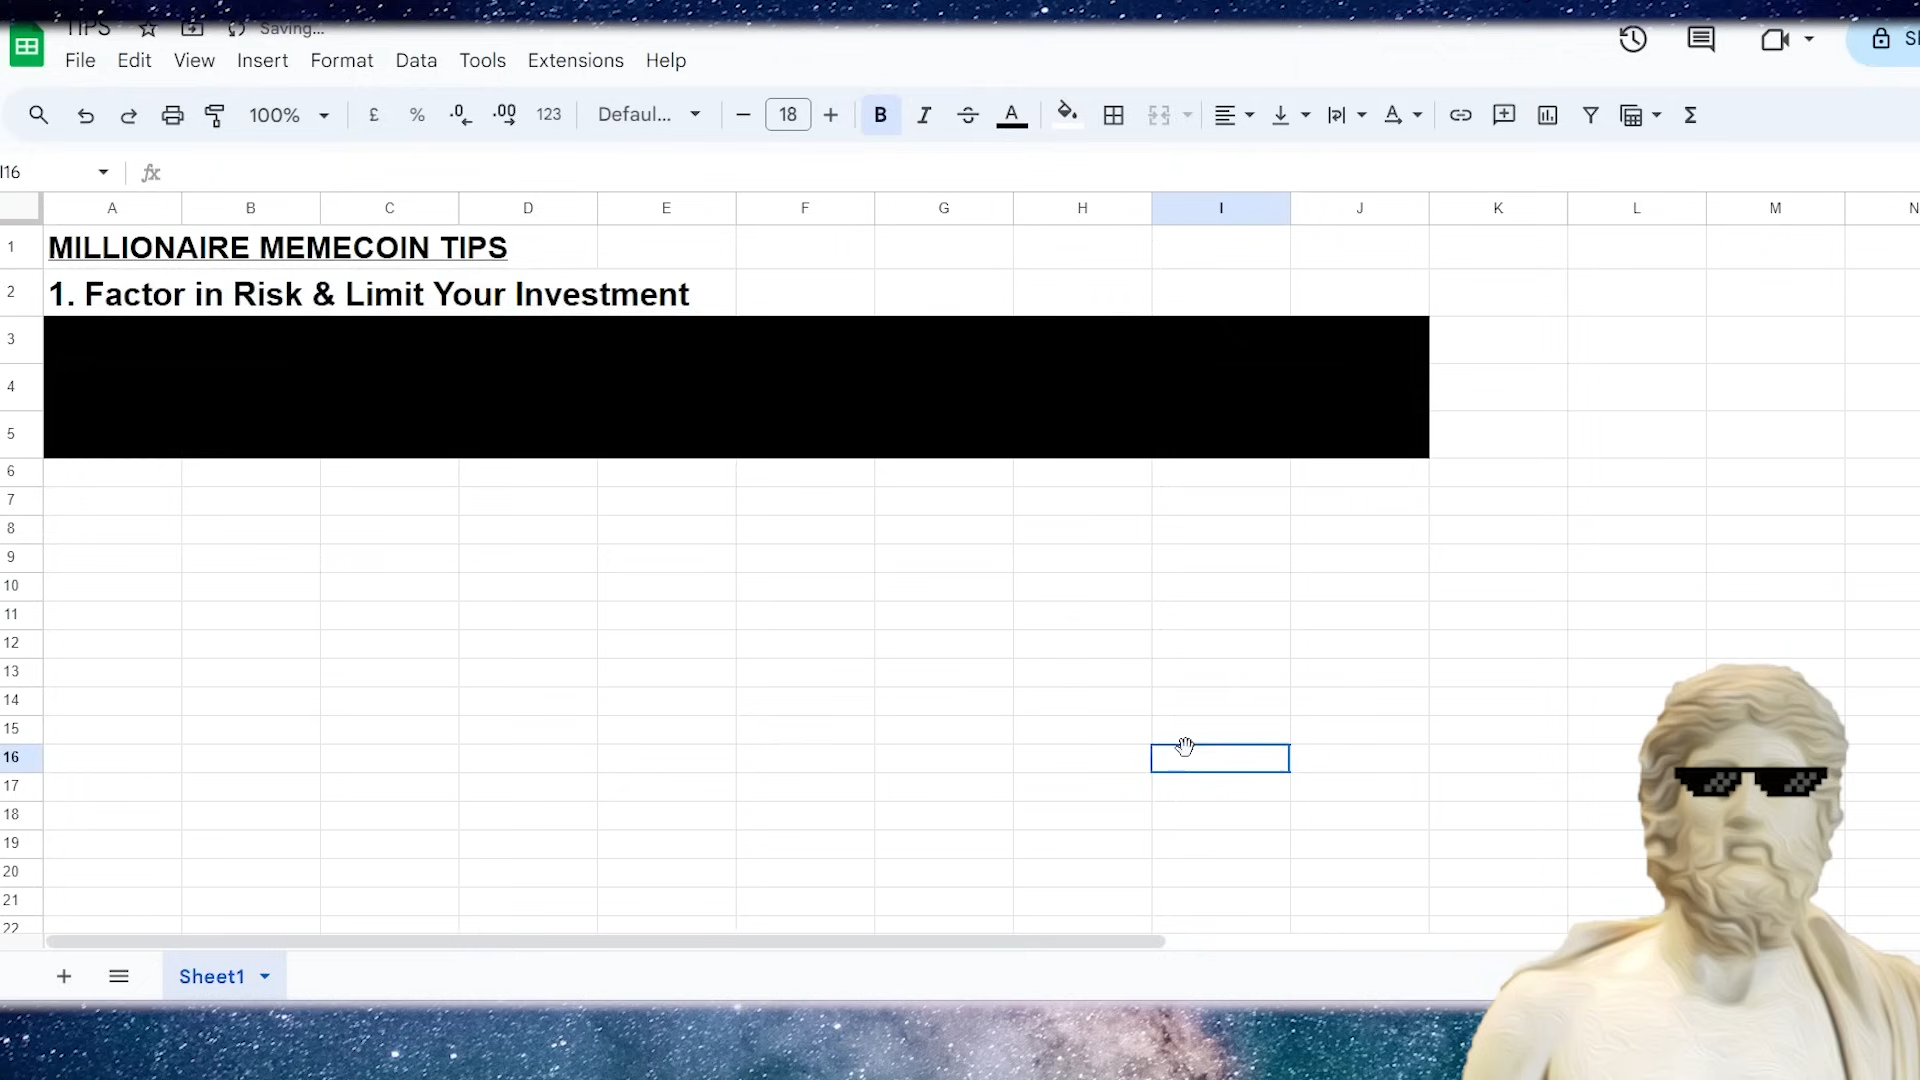 TIPS Saving...
File Edit View Insert Format Data Tools Extensions Help
100% £ % .0 .00 123 Defaul... 18 B I A Σ
I16 fx
A B C D E F G H I J K L M N
1 MILLIONAIRE MEMECOIN TIPS
2 1. Factor in Risk & Limit Your Investment
3
4
5
6
7
8
9
10
11
12
13
14
15
16
17
18
19
20
21
22
Sheet1